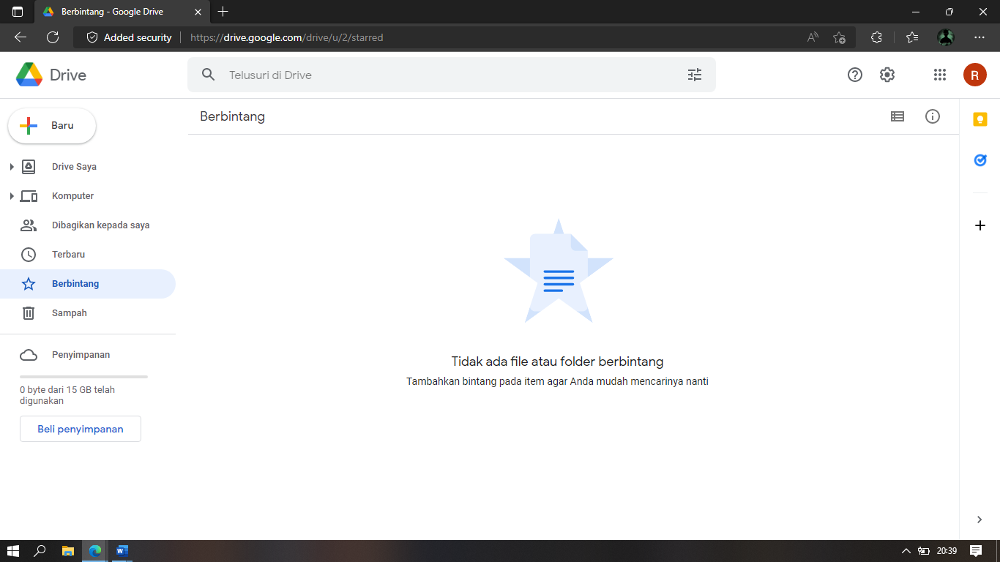 Berbintang - Google Drive
Added security
https://drive.google.com/drive/u/2/starred
Drive
Telusuri di Drive
R
Baru
Berbintang
Drive Saya
Komputer
Dibagikan kepada saya
Terbaru
Berbintang
Sampah
Penyimpanan
0 byte dari 15 GB telah
digunakan
Beli penyimpanan
Tidak ada file atau folder berbintang
Tambahkan bintang pada item agar Anda mudah mencarinya nanti
20:39